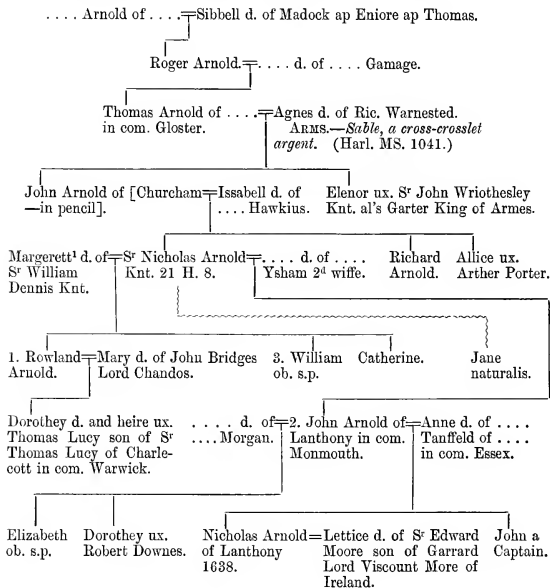 . . . . Arnold of . . . . Sibbell d. of Madock ap Eniore ap Thomas.
Roger Arnold. . . . . d. of . . . . Gamage.
Thomas Arnold of . . . . Agnes d. of Ric. Warnested.
in com. Gloster. ARMS.—Sable, a cross-crosslet
argent. (Harl. MS. 1041.)
John Arnold of [Churcham Issabell d. of Elenor ux. Sr John Wriothesley
—in pencil]. . . . . Hawkius. Knt. al's Garter King of Armes.
Margerett1 d. of Sr Nicholas Arnold . . . . d. of . . . . Richard Allice ux.
Sr William Knt. 21 H. 8. Ysham 2d wiffe. Arnold. Arther Porter.
Dennis Knt.
1. Rowland Mary d. of John Bridges 3. William Catherine. Jane
Arnold. Lord Chandos. ob. s.p. naturalis.
Dorothey d. and heire ux. . . . . d. of 2. John Arnold of Anne d. of . . . .
Thomas Lucy son of Sr . . . . Morgan. Lanthony in com. Tanffeld of . . . .
Thomas Lucy of Charle- Monmouth. in com. Essex.
cott in com. Warwick.
Elizabeth Dorothey ux. Nicholas Arnold = Lettice d. of Sr Edward John a
ob. s.p. Robert Downes. of Lanthony Moore son of Garrard Captain.
1638. Lord Viscount More of
Ireland.